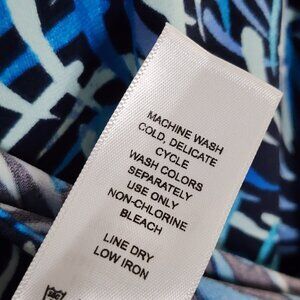 MACHINE WASH
COLD, DELICATE
CYCLE
WASH COLORS
SEPARATELY
USE ONLY
NON-CHLORINE
BLEACH
LINE DRY
LOW IRON